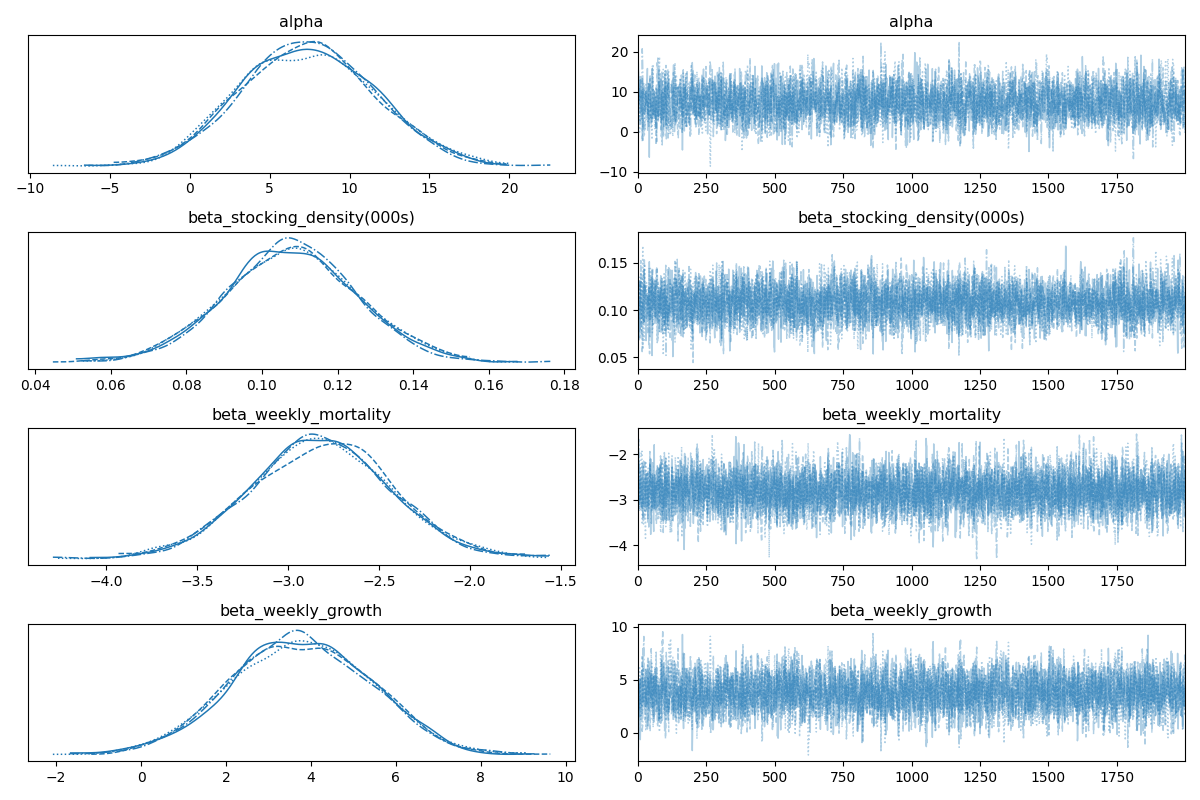 alpha alpha
20
10
0
−10
−10 −5 0 5 10 15 20
0 250 500 750 1000 1250 1500 1750
beta_stocking_density(000s) beta_stocking_density(000s)
0.15
0.10
0.05
0.04 0.06 0.08 0.10 0.12 0.14 0.16 0.18
0 250 500 750 1000 1250 1500 1750
beta_weekly_mortality beta_weekly_mortality
−2
−3
−4
−4.0 −3.5 −3.0 −2.5 −2.0 −1.5
0 250 500 750 1000 1250 1500 1750
beta_weekly_growth beta_weekly_growth
10
5
0
−2 0 2 4 6 8 10
0 250 500 750 1000 1250 1500 1750